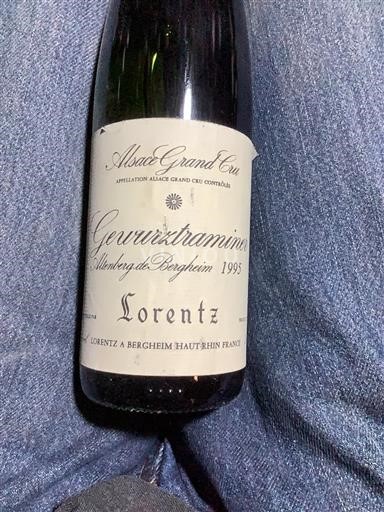 Alsace Grand Cru
APPELLATION ALSACE GRAND CRU CONTRÔLÉE
Gewurztraminer
Altenberg de Bergheim 1995
Lorentz
LORENTZ A BERGHEIM HAUT-RHIN FRANCE